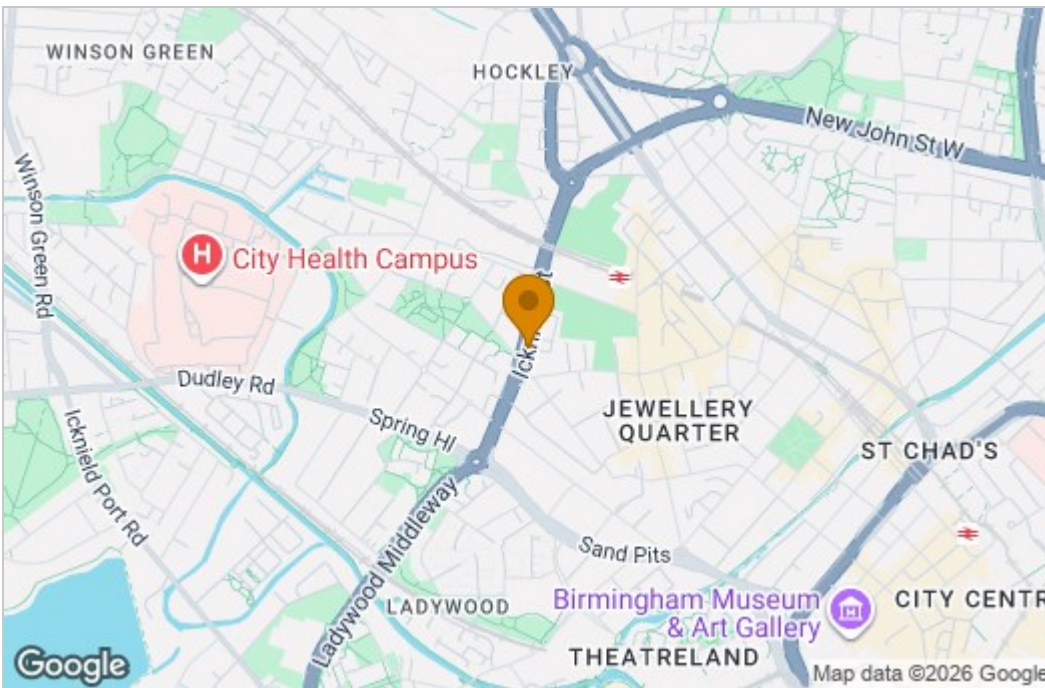 WINSON GREEN
HOCKLEY
New John St W
Winson Green Rd
H
City Health Campus
Dudley Rd
Spring Hl
JEWELLERY
QUARTER
ST CHAD'S
Icknield Port Rd
Ladywood Middleway
Sand Pits
LADYWOOD
Birmingham Museum
& Art Gallery
CITY CENTR
THEATRELAND
Google
Map data ©2026 Google